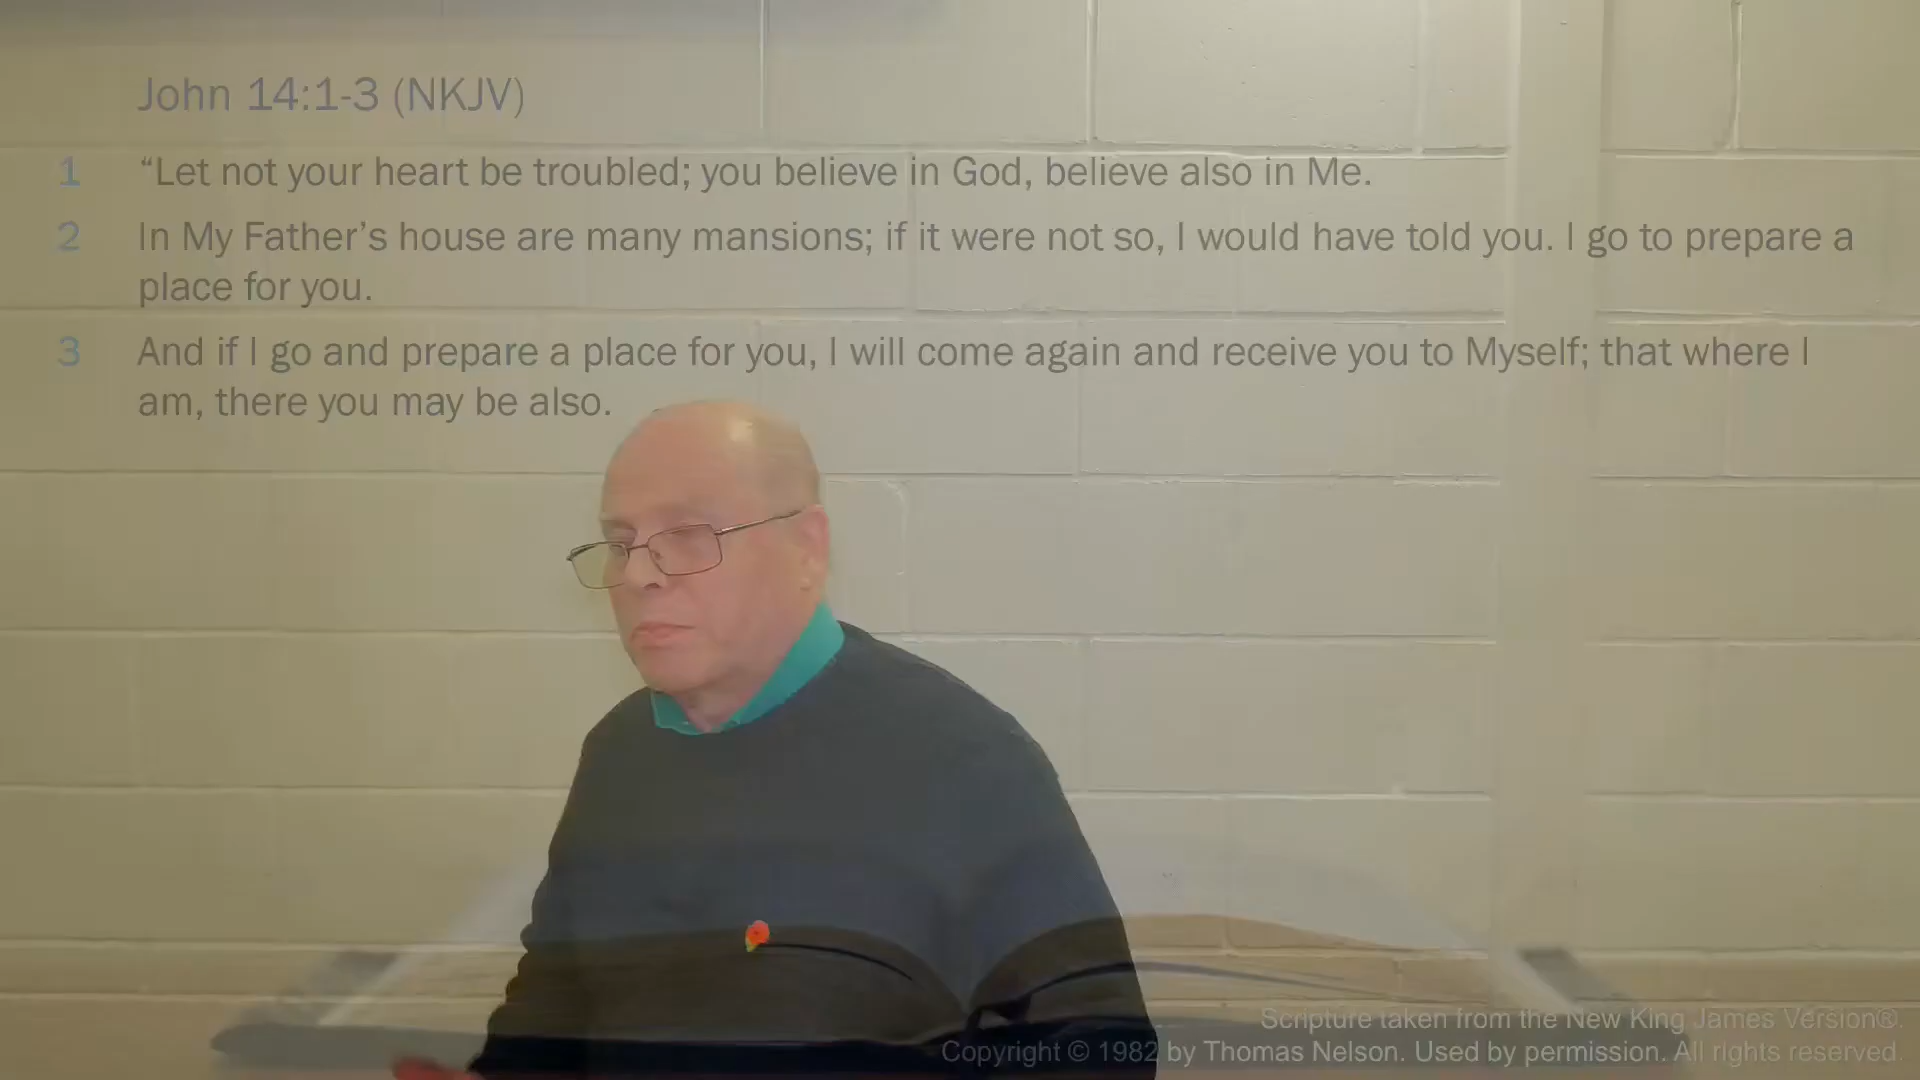 John 14:1-3 (NKJV)
1 “Let not your heart be troubled; you believe in God, believe also in Me.
2 In My Father’s house are many mansions; if it were not so, I would have told you. I go to prepare a
place for you.
3 And if I go and prepare a place for you, I will come again and receive you to Myself; that where I
am, there you may be also.
Scripture taken from the New King James Version®.
Copyright © 1982 by Thomas Nelson. Used by permission. All rights reserved.